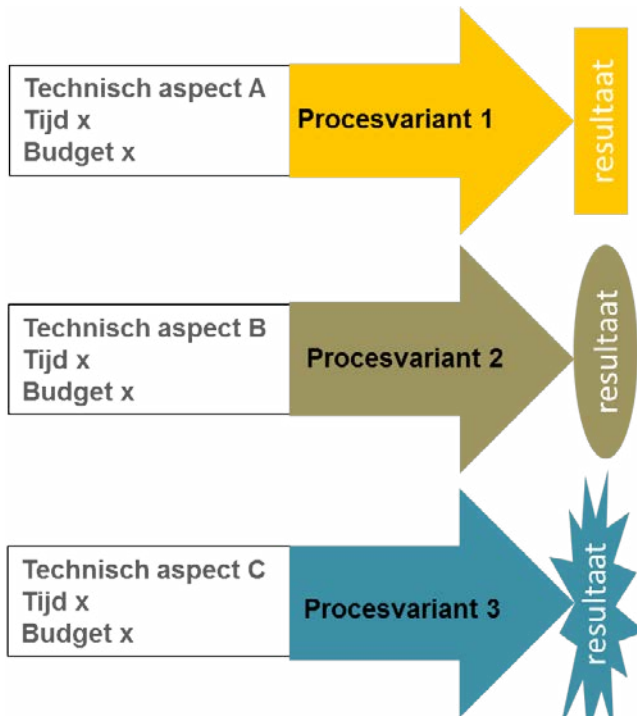 Technisch aspect A
Tijd x
Budget x
Procesvariant 1
resultaat
Technisch aspect B
Tijd x
Budget x
Procesvariant 2
resultaat
Technisch aspect C
Tijd x
Budget x
Procesvariant 3
resultaat